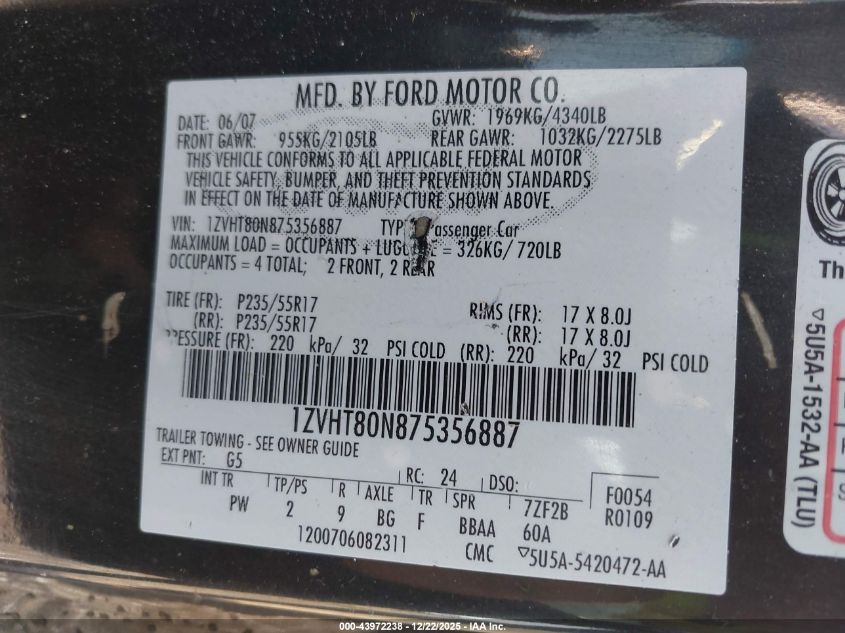 MFD. BY FORD MOTOR CO.
DATE: 06/07 GVWR: 1969KG/4340LB
FRONT GAWR: 955KG/2105LB REAR GAWR: 1032KG/2275LB
THIS VEHICLE CONFORMS TO ALL APPLICABLE FEDERAL MOTOR
VEHICLE SAFETY, BUMPER, AND THEFT PREVENTION STANDARDS
IN EFFECT ON THE DATE OF MANUFACTURE SHOWN ABOVE.
VIN: 1ZVHT80N875356887 Passenger Car
MAXIMUM LOAD = OCCUPANTS + = 326KG/ 720LB
OCCUPANTS = 4 TOTAL; 2 FRONT, 2 REAR
TIRE (FR): P235/55R17 RIMS (FR): 17 X 8.0J
(RR): P235/55R17 (RR): 17 X 8.0J
PRESSURE (FR): 220 kPa/ 32 PSI COLD (RR): 220 kPa/ 32 PSI COLD
1ZVHT80N875356887
TRAILER TOWING - SEE OWNER GUIDE
EXT PNT: G5 RC: 24 DSO:
INT TR TP/PS R AXLE TR SPR 7ZF2B F0054
PW 2 9 BG F BBAA 60A R0109
1200706082311 CMC ▽5U5A-5420472-AA
Th
▽5U5A-1532-AA (TLU)
000-43972238 - 12/22/2025 - IAA Inc.